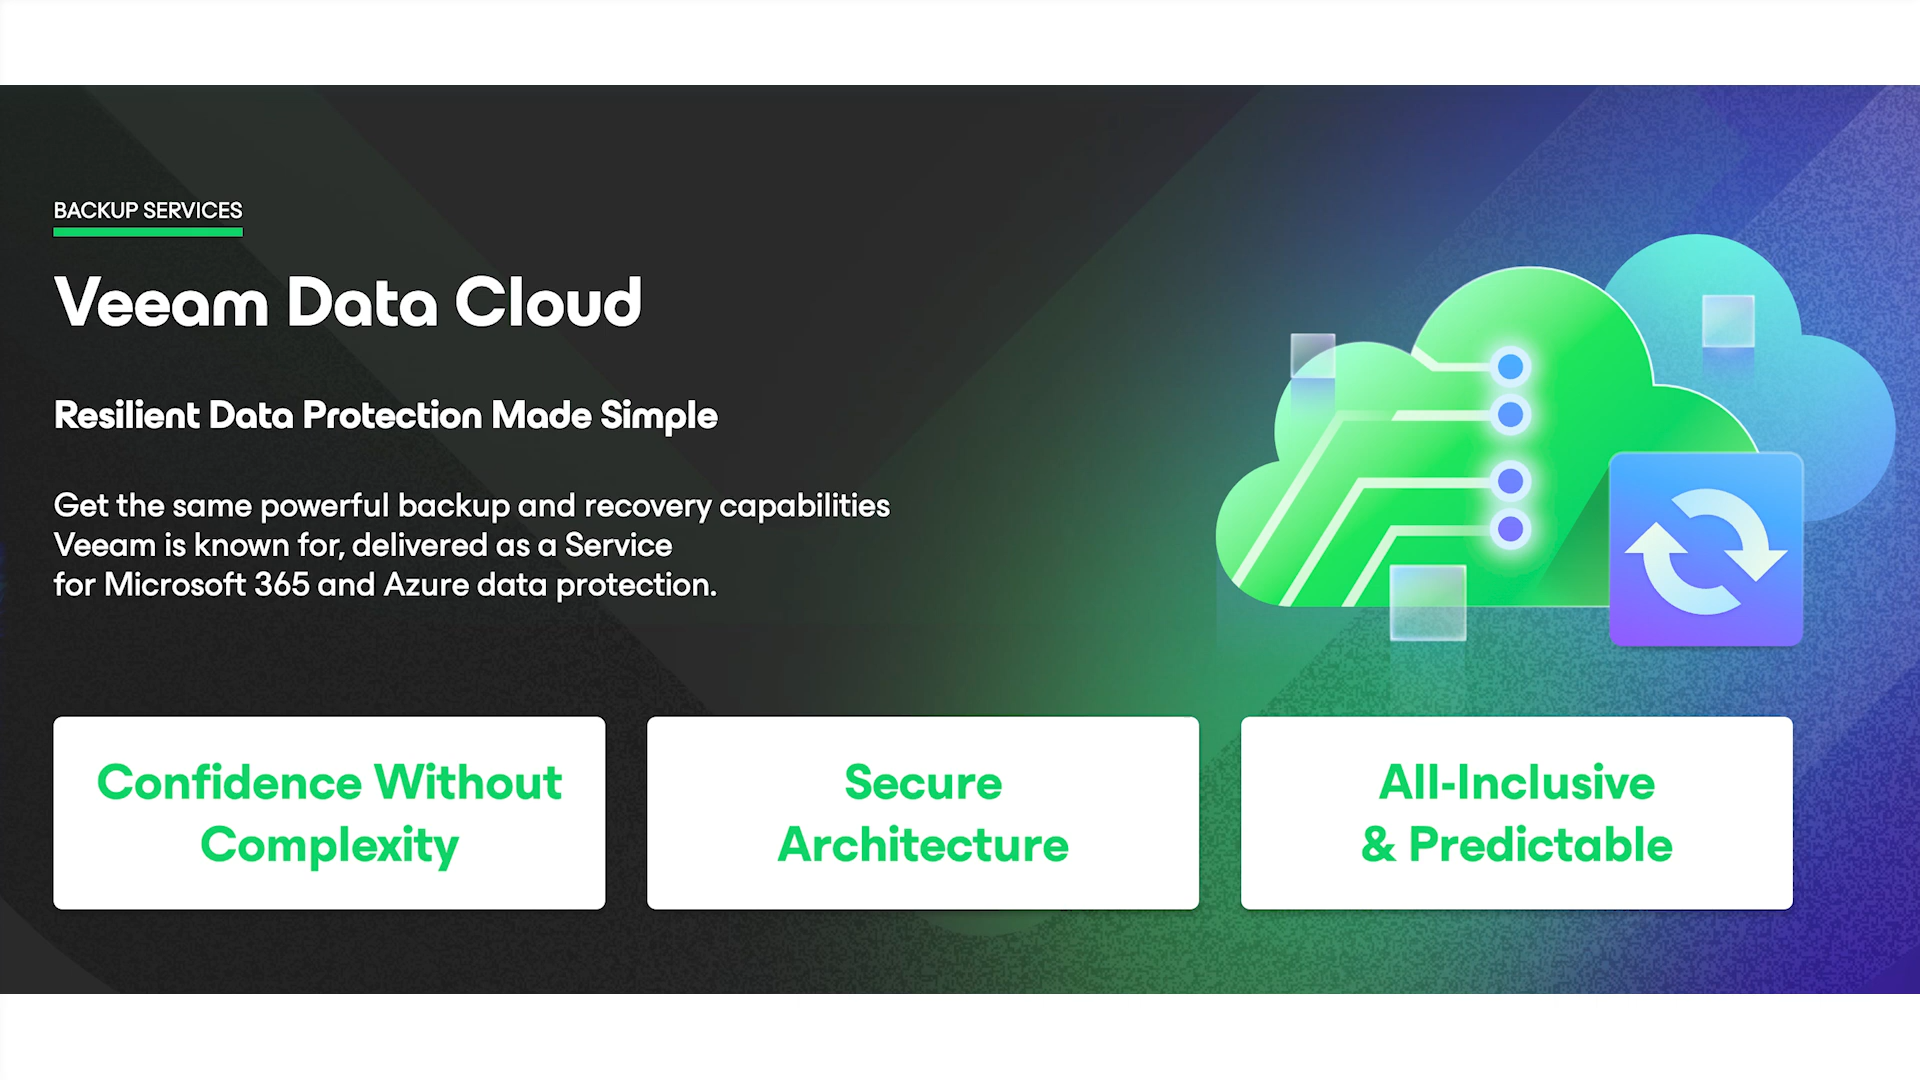 BACKUP SERVICES
Veeam Data Cloud
Resilient Data Protection Made Simple
Get the same powerful backup and recovery capabilities
Veeam is known for, delivered as a Service
for Microsoft 365 and Azure data protection.
Confidence Without
Complexity
Secure
Architecture
All-Inclusive
& Predictable